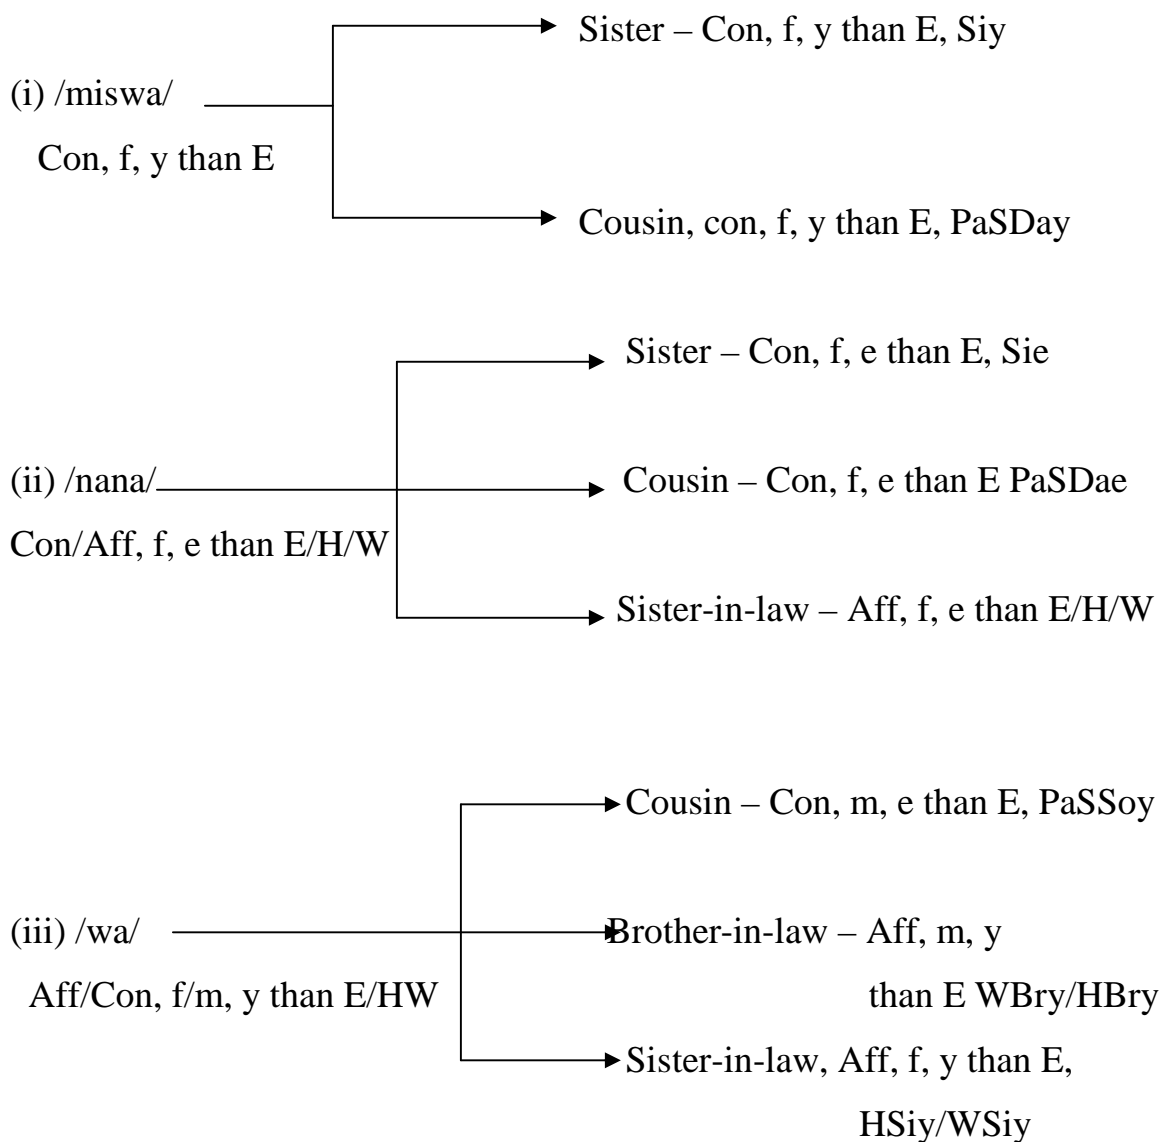 Sister – Con, f, y than E, Siy
(i) /miswa/
Con, f, y than E
Cousin, con, f, y than E, PaSDay
Sister – Con, f, e than E, Sie
(ii) /nana/
Cousin – Con, f, e than E PaSDae
Con/Aff, f, e than E/H/W
Sister-in-law – Aff, f, e than E/H/W
Cousin – Con, m, e than E, PaSSoy
(iii) /wa/
Brother-in-law – Aff, m, y
Aff/Con, f/m, y than E/HW
than E WBry/HBry
Sister-in-law, Aff, f, y than E,
HSiy/WSiy